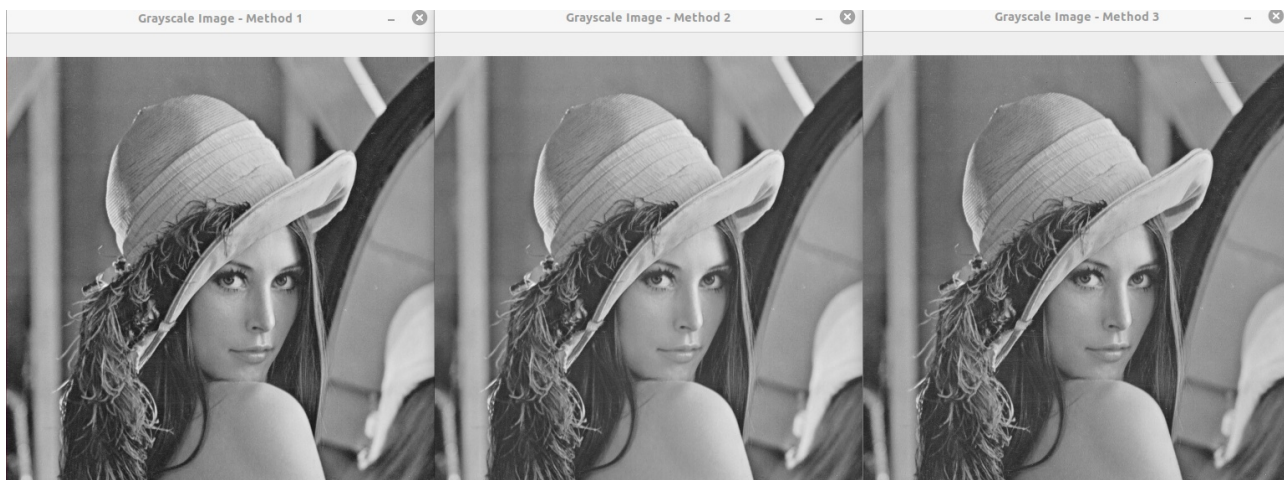 Grayscale Image - Method 1
Grayscale Image - Method 2
Grayscale Image - Method 3